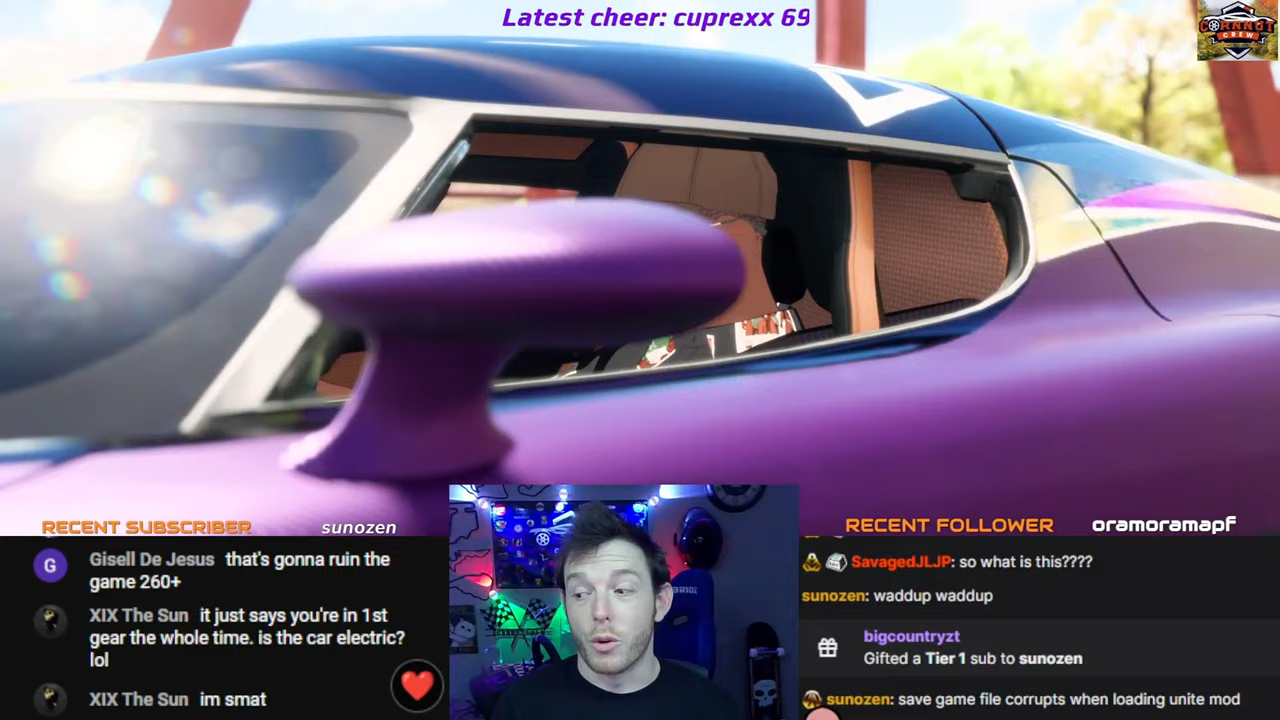 Latest cheer: cuprexx 69
CORNNUT
CREW
RECENT SUBSCRIBER
sunozen
G
Gisell De Jesus that's gonna ruin the
game 260+
XIX The Sun it just says you're in 1st
gear the whole time. is the car electric?
lol
XIX The Sun im smat
BRIDE
RECENT FOLLOWER
oramoramapf
SavagedJLJP: so what is this????
sunozen: waddup waddup
bigcountryzt
Gifted a Tier 1 sub to sunozen
sunozen: save game file corrupts when loading unite mod